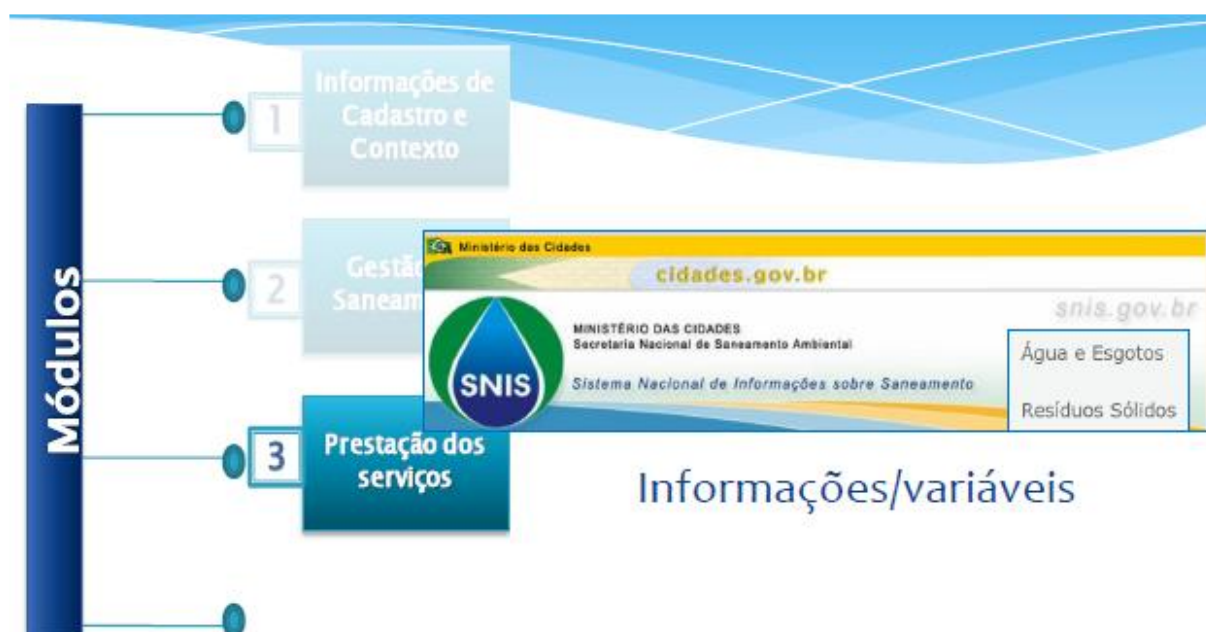 Módulos
1
Informações de
Cadastro e
Contexto
2
Gestã
Saneam
3
Prestação dos
serviços
Ministério das Cidades
cidades.gov.br
snis.gov.br
SNIS
MINISTÉRIO DAS CIDADES
Secretaria Nacional de Saneamento Ambiental
Sistema Nacional de Informações sobre Saneamento
Água e Esgotos
Resíduos Sólidos
Informações/variáveis